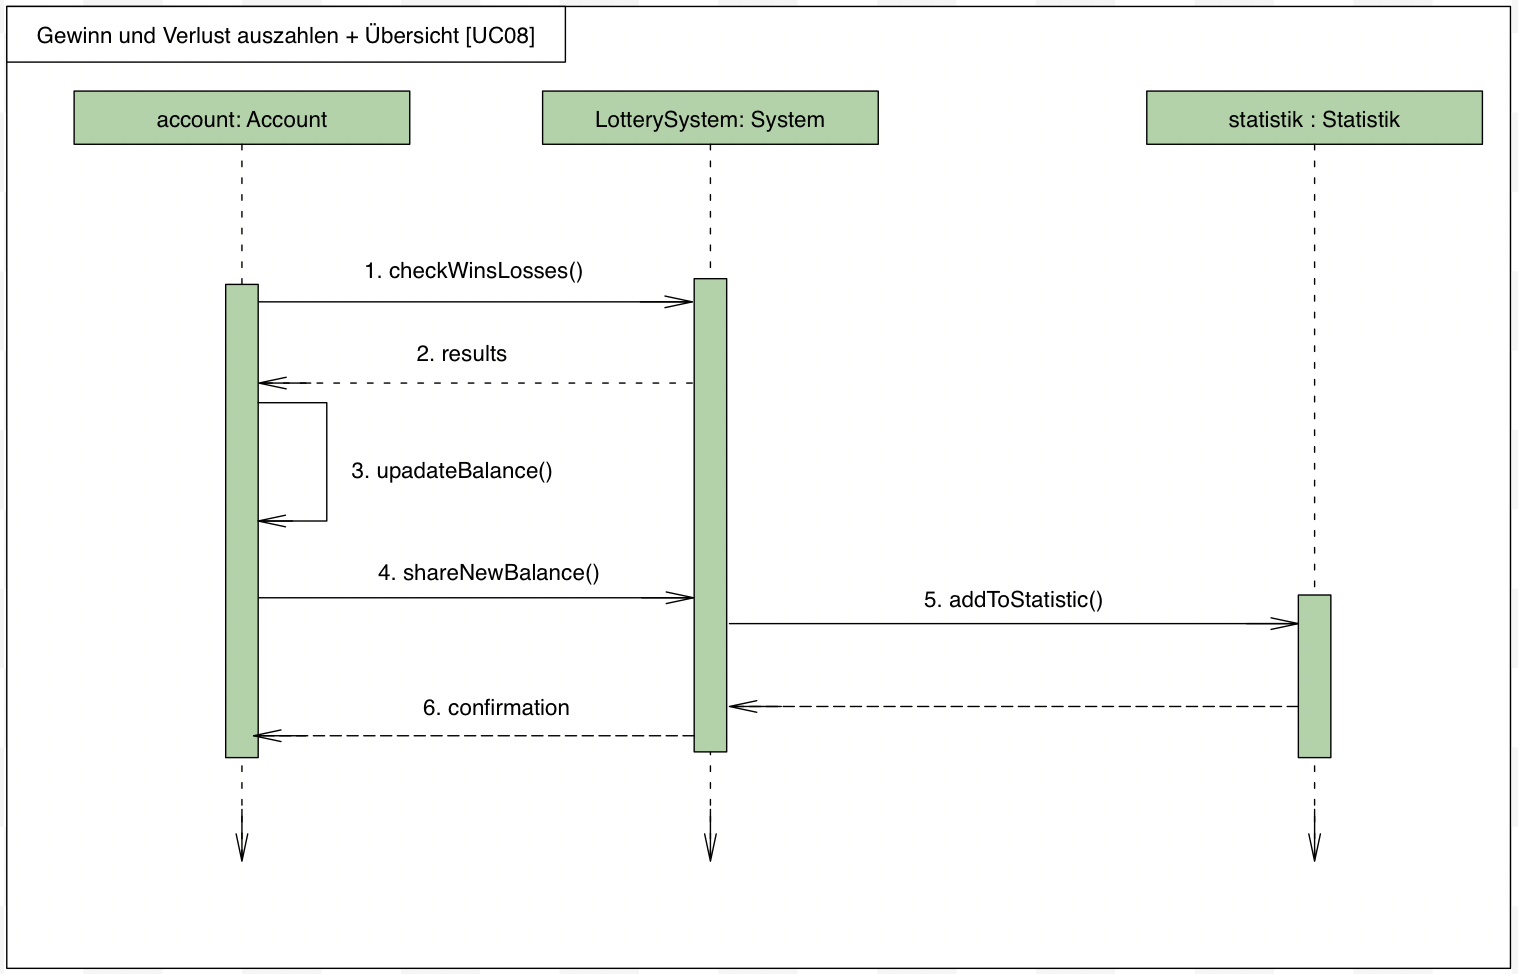 Gewinn und Verlust auszahlen + Übersicht [UC08]
account: Account
LotterySystem: System
statistik : Statistik
1. checkWinsLosses()
2. results
3. upadateBalance()
4. shareNewBalance()
5. addToStatistic()
6. confirmation